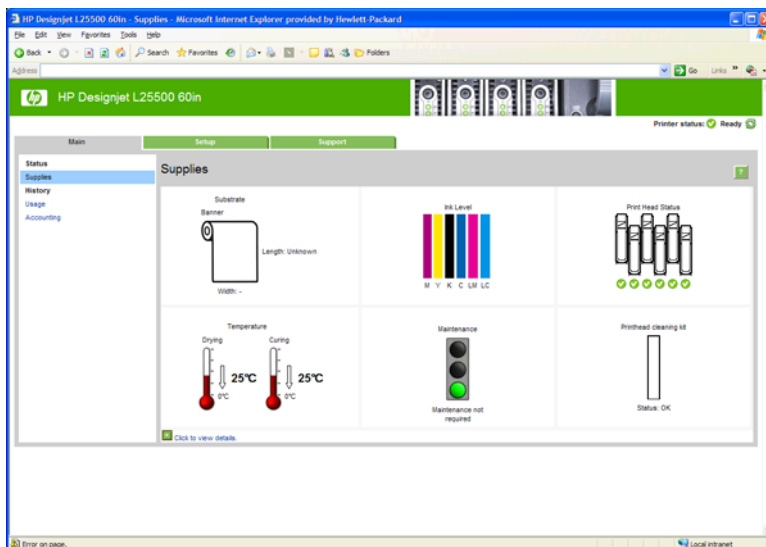 HP Designjet L25500 60in - Supplies - Microsoft Internet Explorer provided by Hewlett-Packard
File Edit View Favorites Tools Help
Back Search Favorites Folders
Address Go Links
hp HP Designjet L25500 60in
Printer status: Ready
Main Setup Support
Status
Supplies
History
Usage
Accounting
Supplies
?
Substrate
Banner
Length: Unknown
Width: -
Ink Level
M Y K C LM LC
Print Head Status
Temperature
Drying Curing
25°C 25°C
0°C 0°C
Maintenance
Maintenance not
required
Printhead cleaning kit
Status: OK
Click to view details.
Error on page. Local intranet